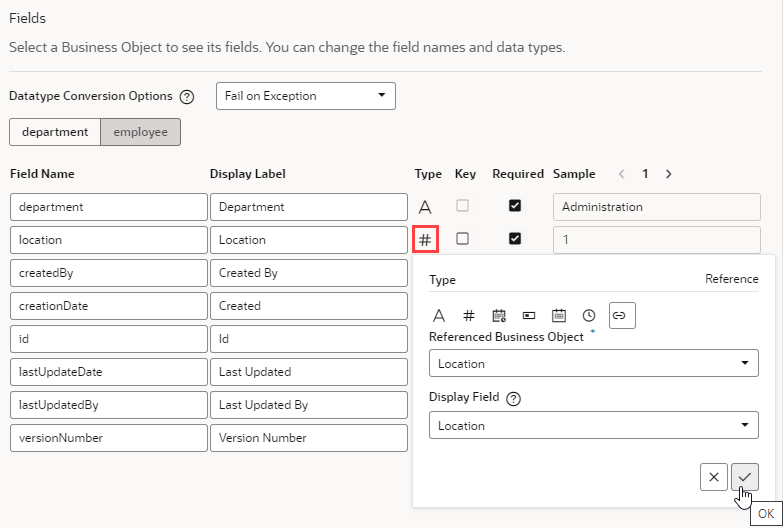 Fields
Select a Business Object to see its fields. You can change the field names and data types.
Datatype Conversion Options ? Fail on Exception
department employee
Field Name Display Label Type Key Required Sample 1
department Department A Administration
location Location # 1
createdBy Created By
creationDate Created
id Id
lastUpdateDate Last Updated
lastUpdatedBy Last Updated By
versionNumber Version Number
Type Reference
A #
Referenced Business Object *
Location
Display Field ?
Location
OK